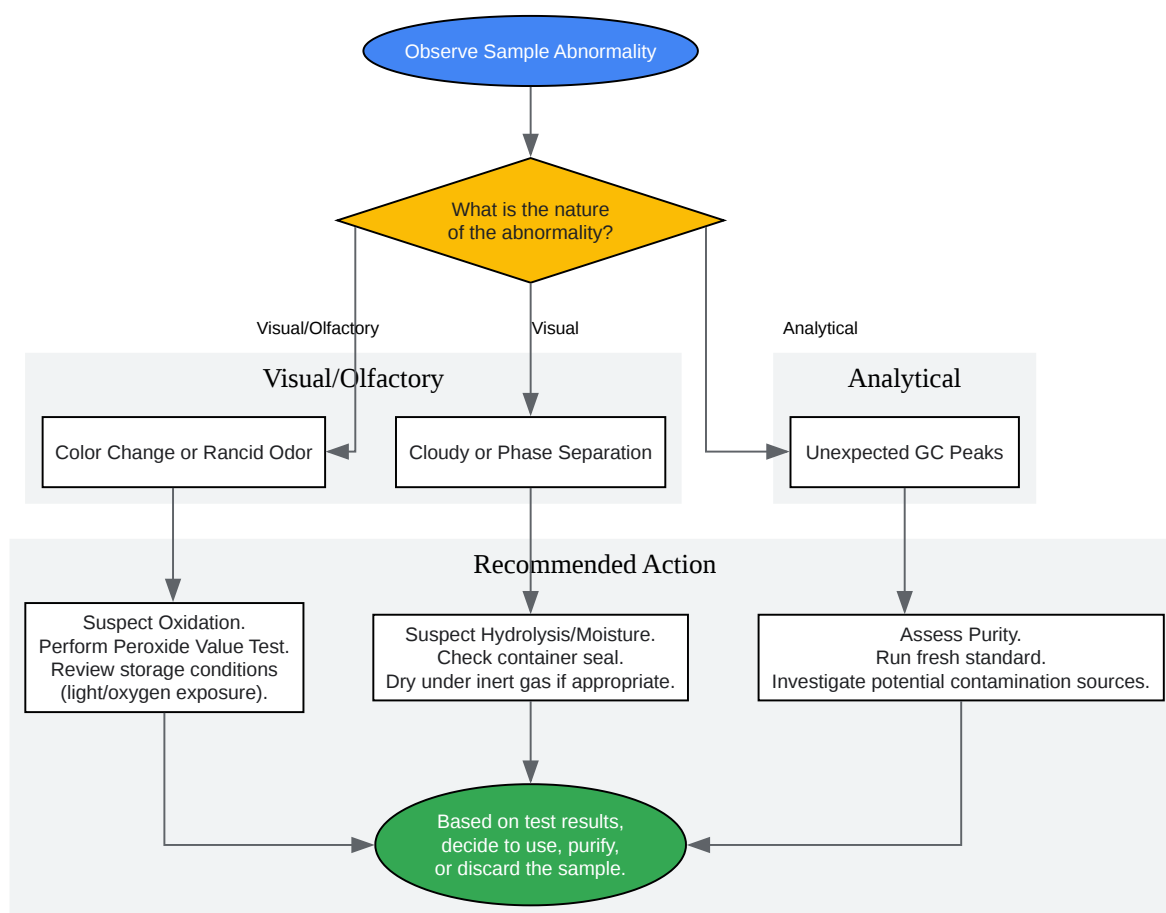 Observe Sample Abnormality
What is the nature
of the abnormality?
Visual/Olfactory
Visual
Analytical
Visual/Olfactory
Analytical
Color Change or Rancid Odor
Cloudy or Phase Separation
Unexpected GC Peaks
Recommended Action
Suspect Oxidation.
Perform Peroxide Value Test.
Review storage conditions
(light/oxygen exposure).
Suspect Hydrolysis/Moisture.
Check container seal.
Dry under inert gas if appropriate.
Assess Purity.
Run fresh standard.
Investigate potential contamination sources.
Based on test results,
decide to use, purify,
or discard the sample.